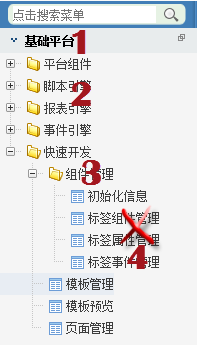 点击搜索菜单
基础平台 1
平台组件
脚本引擎 2
报表引擎
事件引擎
快速开发
组件管理 3
初始化信息
标签组件管理
标签属性管理
标签事件管理 4
模板管理
模板预览
页面管理